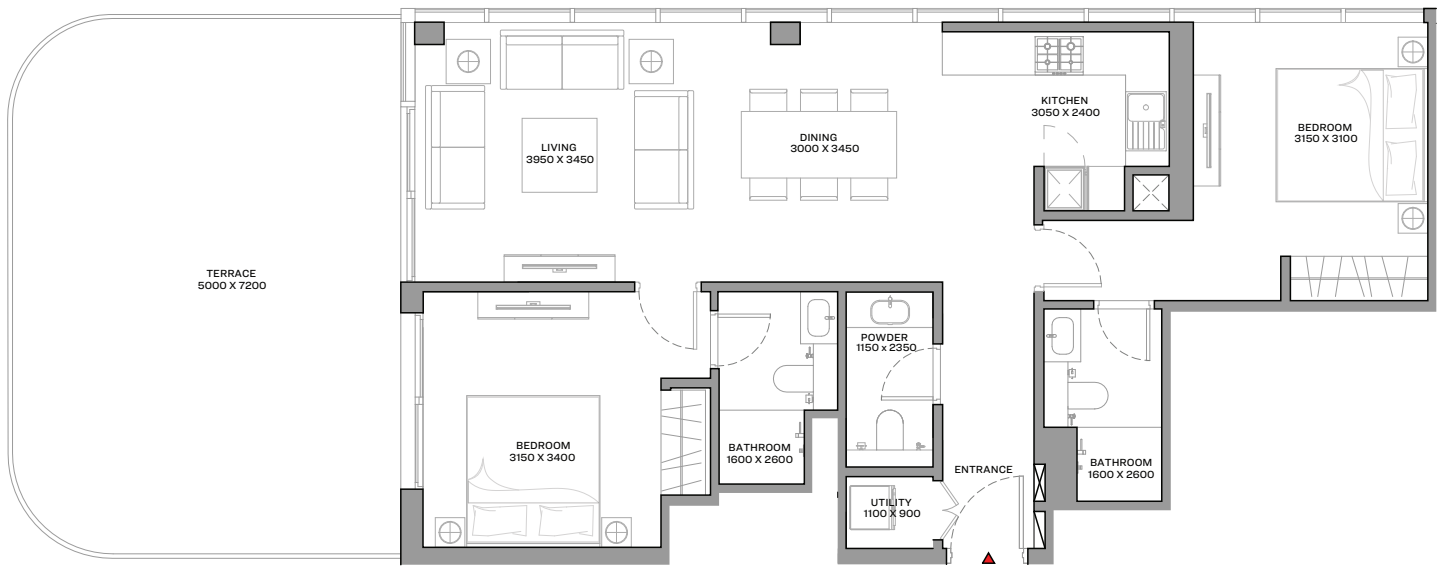 KITCHEN
3050 X 2400
BEDROOM
3150 X 3100
DINING
3000 X 3450
LIVING
3950 X 3450
TERRACE
5000 X 7200
POWDER
1150 x 2350
BEDROOM
3150 X 3400
BATHROOM
1600 X 2600
ENTRANCE
BATHROOM
1600 X 2600
UTILITY
1100 X 900